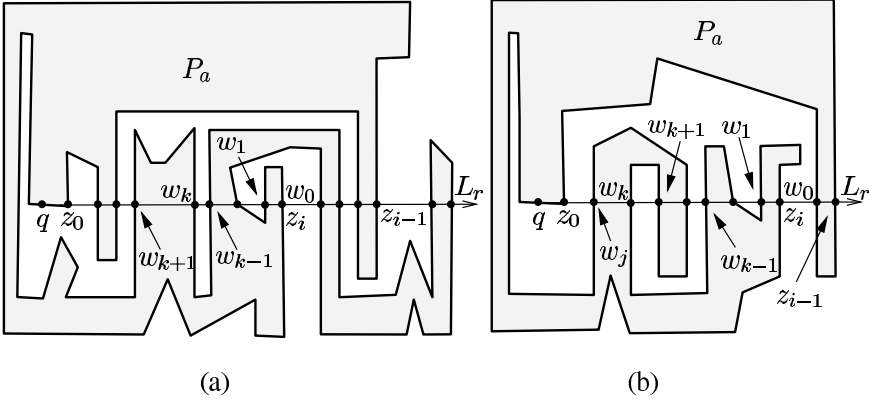 P_a
w_1
w_k
w_0
L_r
q
z_0
z_i
z_{i-1}
w_{k+1}
w_{k-1}
(a)
P_a
w_{k+1}
w_1
w_k
w_0
L_r
q
z_0
z_i
w_j
w_{k-1}
z_{i-1}
(b)